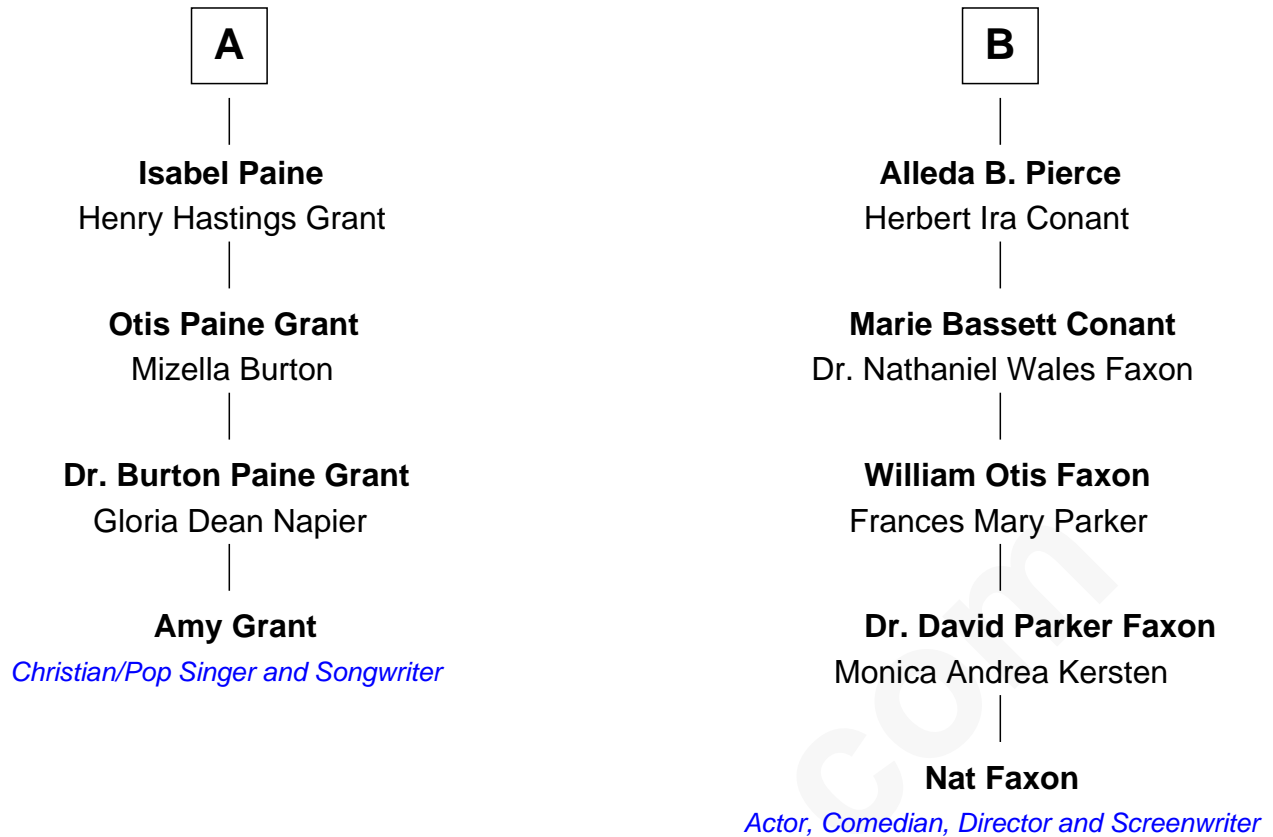 A
Isabel Paine
Henry Hastings Grant
Otis Paine Grant
Mizella Burton
Dr. Burton Paine Grant
Gloria Dean Napier
Amy Grant
Christian/Pop Singer and Songwriter
B
Alleda B. Pierce
Herbert Ira Conant
Marie Bassett Conant
Dr. Nathaniel Wales Faxon
William Otis Faxon
Frances Mary Parker
Dr. David Parker Faxon
Monica Andrea Kersten
Nat Faxon
Actor, Comedian, Director and Screenwriter
com